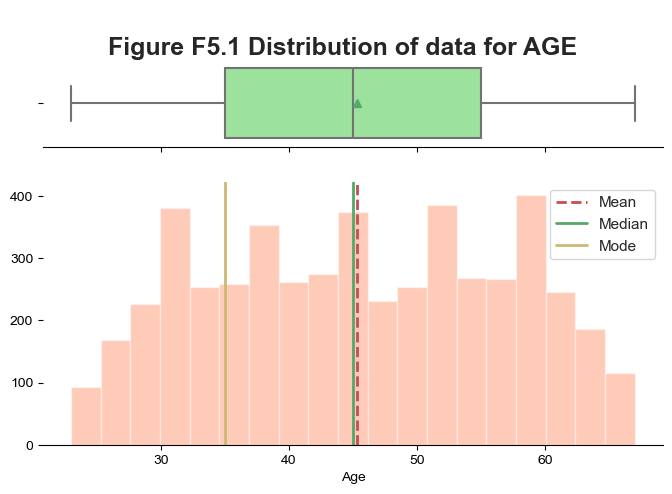 Figure F5.1 Distribution of data for AGE
400
300
200
100
0
Mean
Median
Mode
30 40 50 60
Age